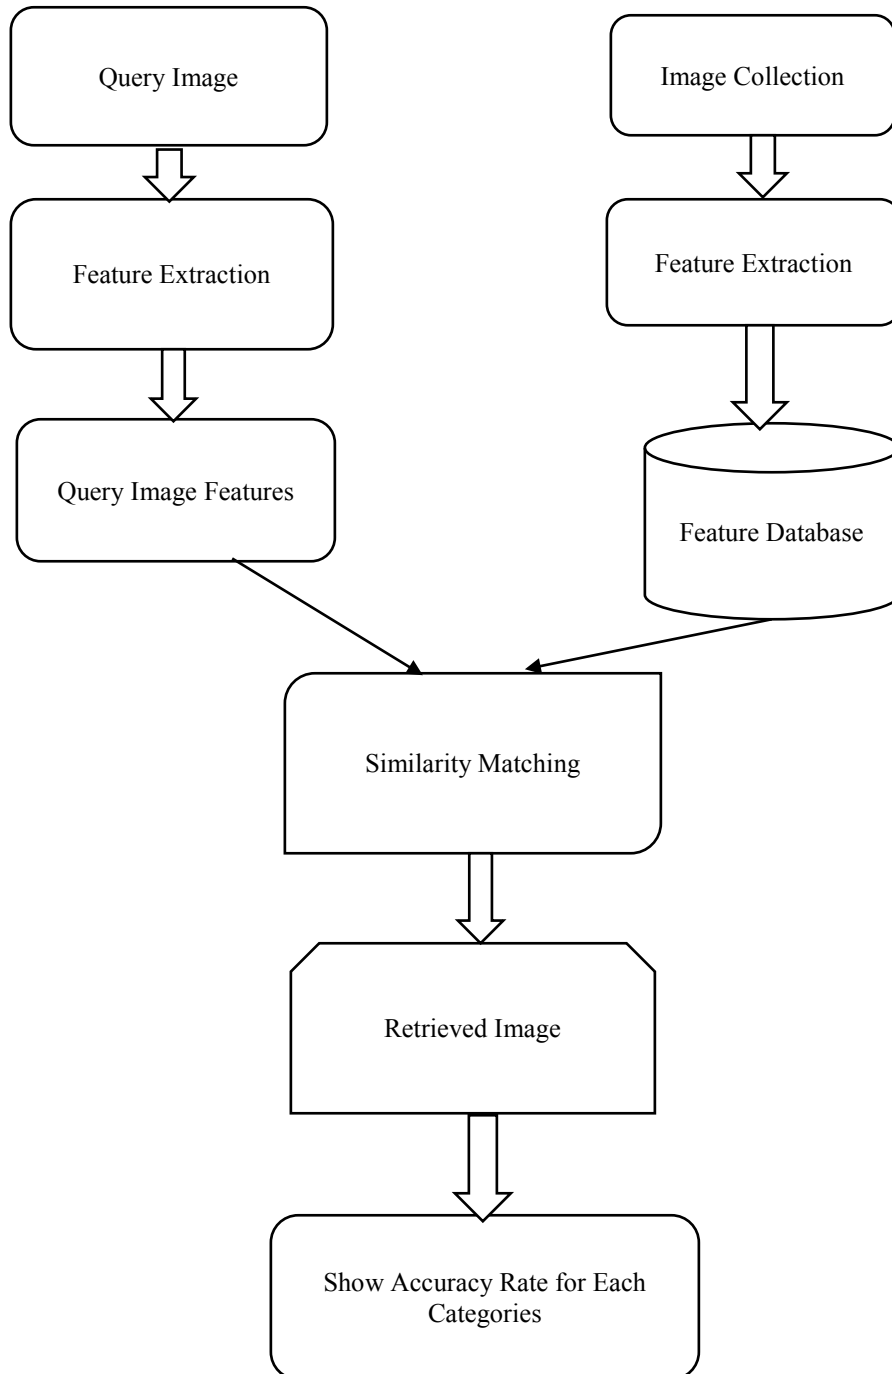 Query Image
Image Collection
Feature Extraction
Feature Extraction
Query Image Features
Feature Database
Similarity Matching
Retrieved Image
Show Accuracy Rate for Each
Categories